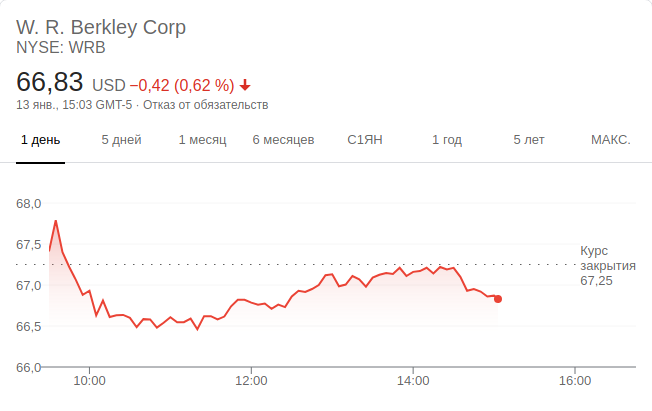 W. R. Berkley Corp
NYSE: WRB
66,83 USD −0,42 (0,62 %)
13 янв., 15:03 GMT-5 · Отказ от обязательств
1 день 5 дней 1 месяц 6 месяцев С1ЯН 1 год 5 лет МАКС.
68,0
67,5
67,0
66,5
66,0
Курс
закрытия
67,25
10:00 12:00 14:00 16:00